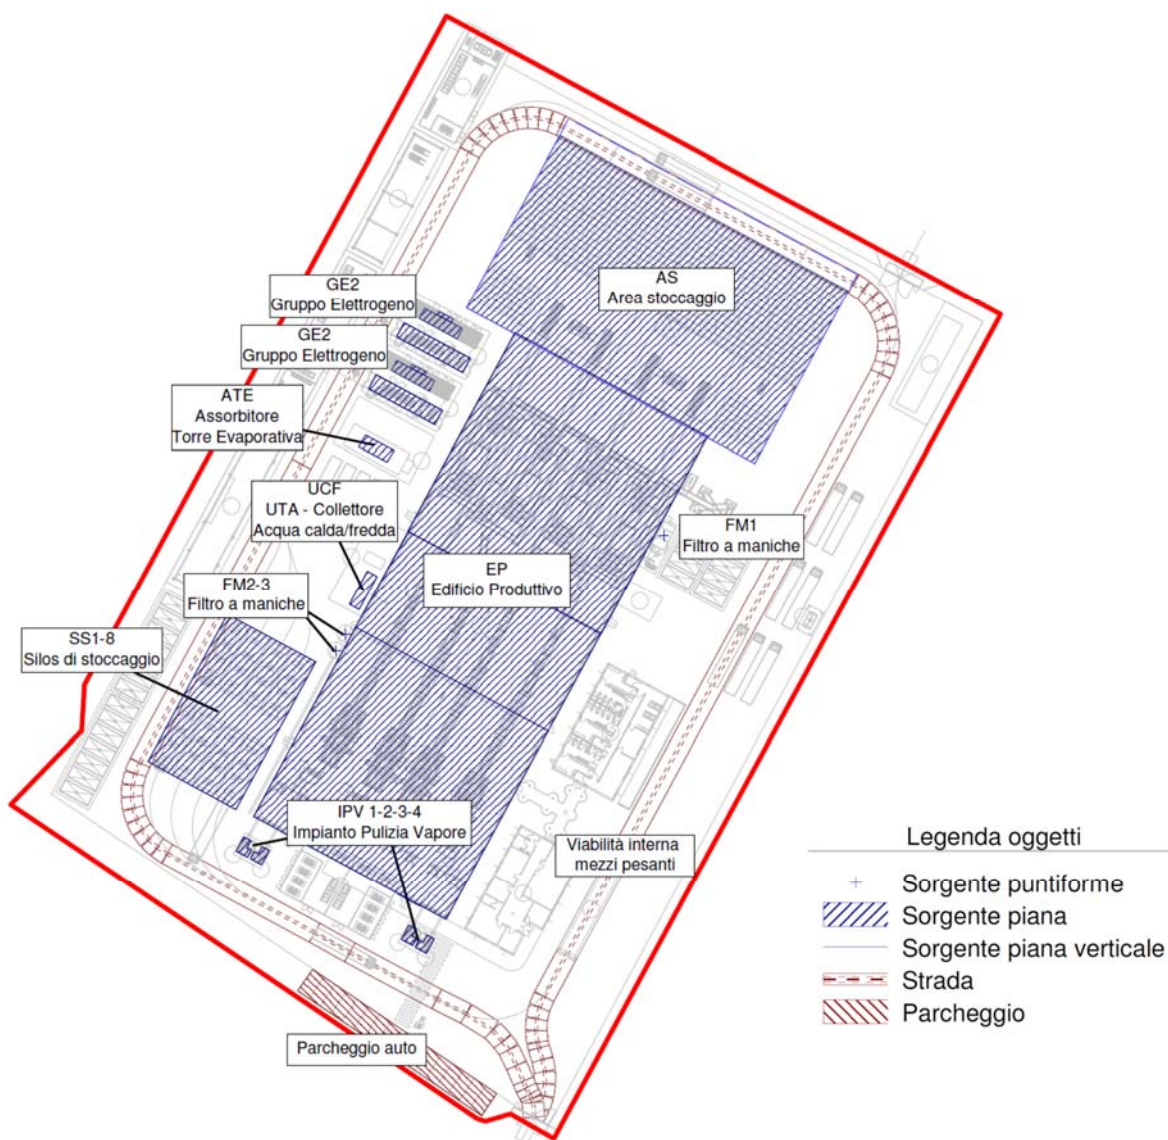 AS
Area stoccaggio
GE2
Gruppo Elettrogeno
GE2
Gruppo Elettrogeno
ATE
Assorbitore
Torre Evaporativa
UCF
UTA - Collettore
Acqua calda/fredda
FM1
Filtro a maniche
EP
Edificio Produttivo
FM2-3
Filtro a maniche
SS1-8
Silos di stoccaggio
IPV 1-2-3-4
Impianto Pulizia Vapore
Viabilità interna
mezzi pesanti
Parcheggio auto
Legenda oggetti
Sorgente puntiforme
Sorgente piana
Sorgente piana verticale
Strada
Parcheggio